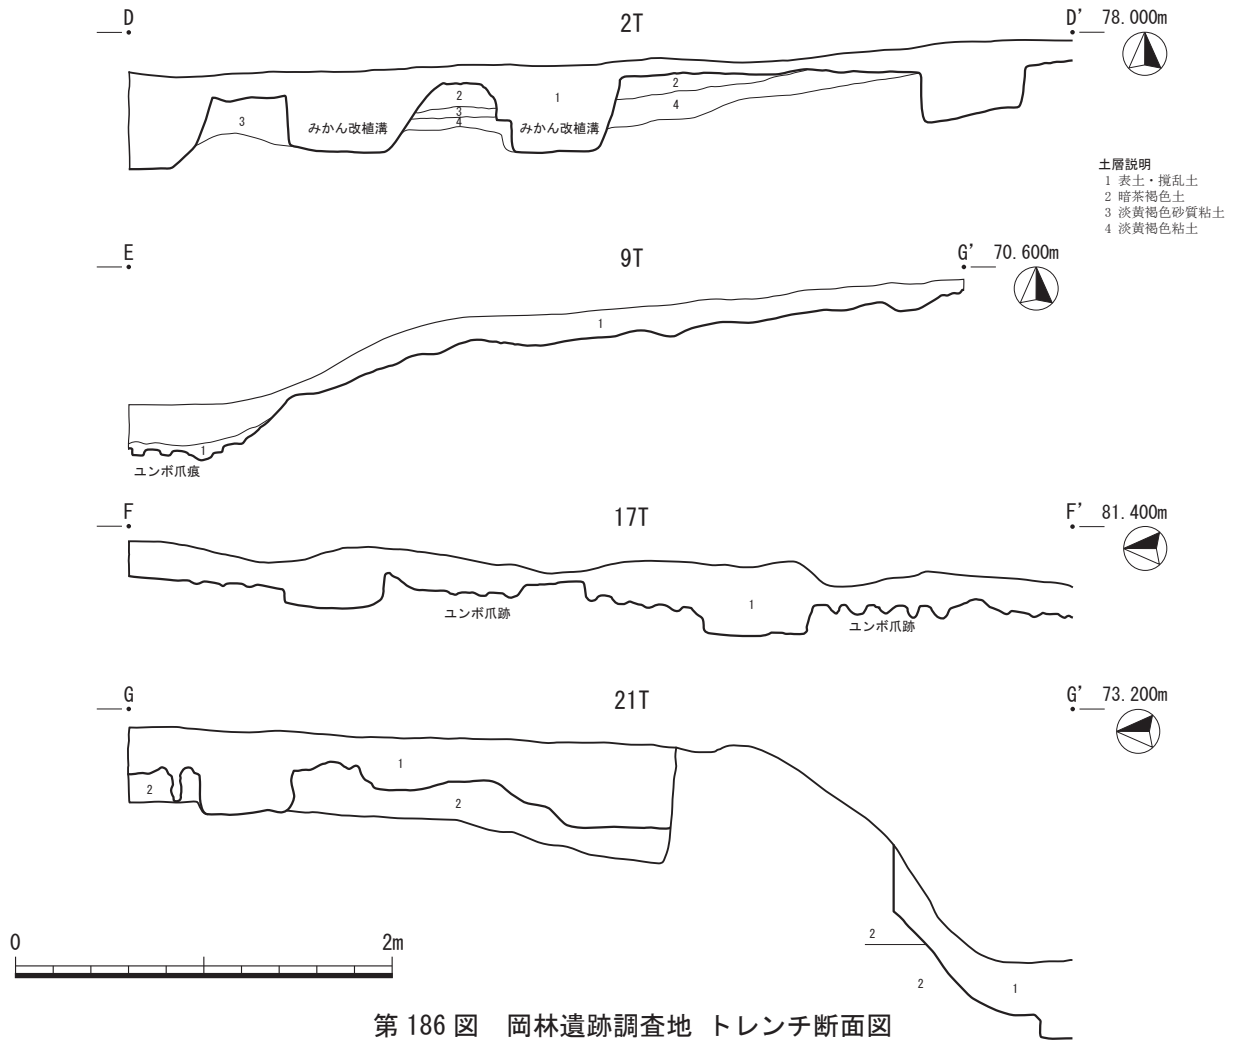 D 2T D' 78.000m
2
1
2
3
3
4
4
みかん改植溝
みかん改植溝
土層説明
1 表土・撹乱土
2 暗茶褐色土
3 淡黄褐色砂質粘土
4 淡黄褐色粘土
E 9T G' 70.600m
1
1
ユンボ爪痕
F 17T F' 81.400m
1
ユンボ爪跡
ユンボ爪跡
G 21T G' 73.200m
1
2
2
2
2
1
0 2m
第 186 図 岡林遺跡調査地 トレンチ断面図